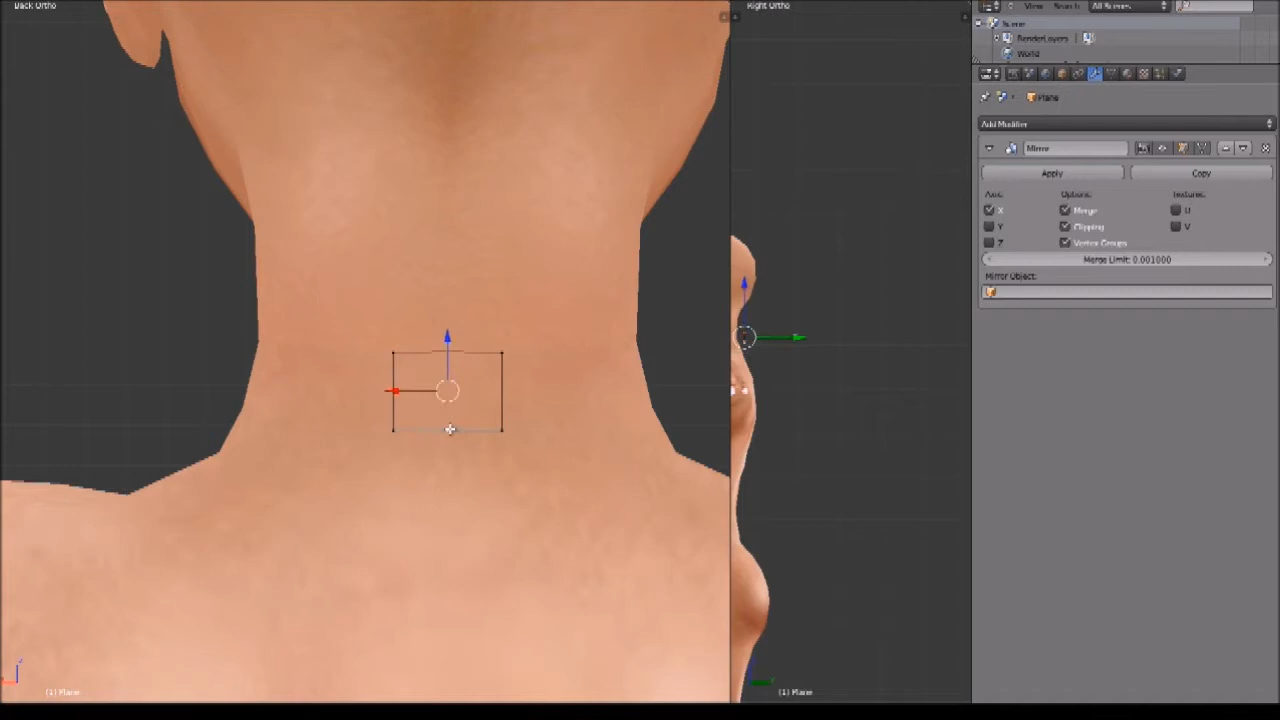 Back Ortho
Right Ortho
View Search All Scenes
Scene
RenderLayers
World
Plane
Add Modifier
Mirror
Apply Copy
Axis: Options: Textures:
X Merge U
Y Clipping V
Z Vertex Groups
Merge Limit: 0.001000
Mirror Object:
(1) Plane
(1) Plane